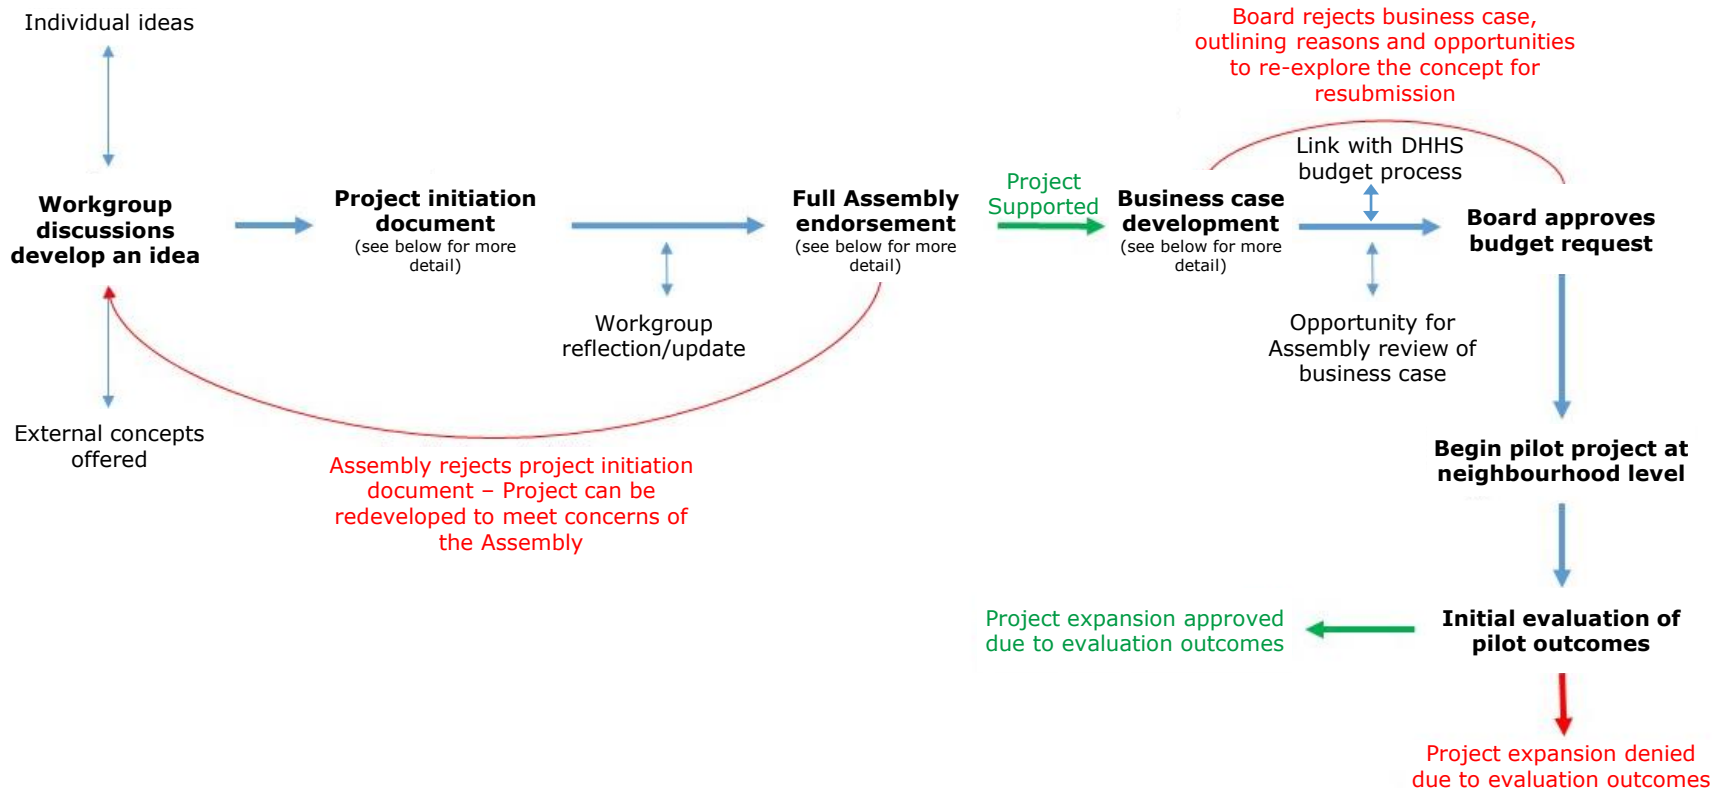 Individual ideas
Workgroup
discussions
develop an idea
External concepts
offered
Project initiation
document
(see below for more
detail)
Workgroup
reflection/update
Full Assembly
endorsement
(see below for more
detail)
Assembly rejects project initiation
document – Project can be
redeveloped to meet concerns of
the Assembly
Project
Supported
Business case
development
(see below for more
detail)
Board rejects business case,
outlining reasons and opportunities
to re-explore the concept for
resubmission
Link with DHHS
budget process
Opportunity for
Assembly review of
business case
Board approves
budget request
Begin pilot project at
neighbourhood level
Initial evaluation of
pilot outcomes
Project expansion approved
due to evaluation outcomes
Project expansion denied
due to evaluation outcomes